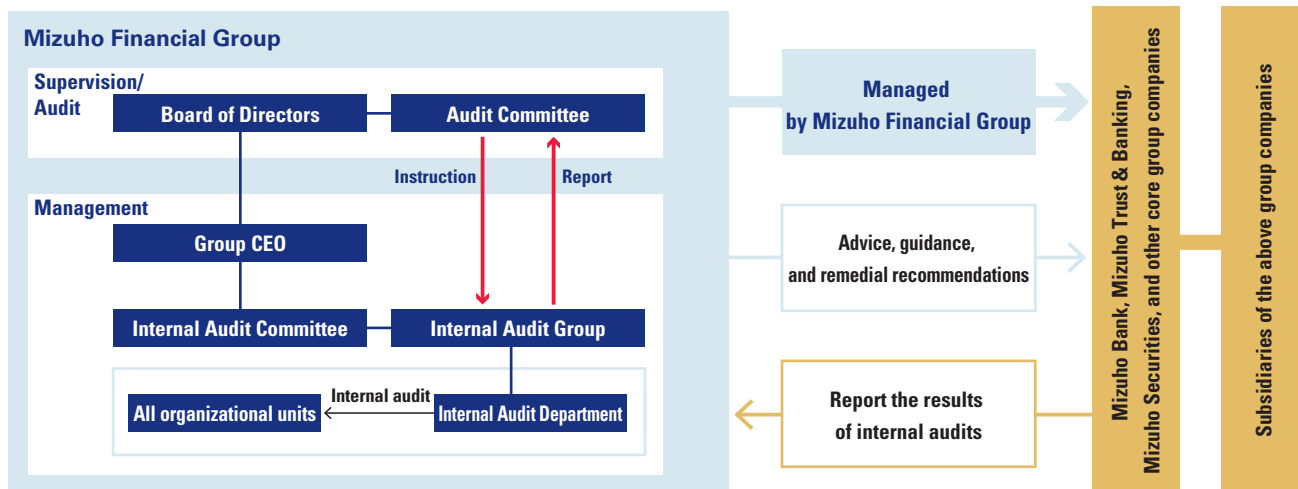 Mizuho Financial Group
Supervision/
Audit
Board of Directors
Audit Committee
Instruction
Report
Management
Group CEO
Internal Audit Committee
Internal Audit Group
Internal audit
All organizational units
Internal Audit Department
Managed
by Mizuho Financial Group
Advice, guidance,
and remedial recommendations
Report the results
of internal audits
Mizuho Bank, Mizuho Trust & Banking,
Mizuho Securities, and other core group companies
Subsidiaries of the above group companies